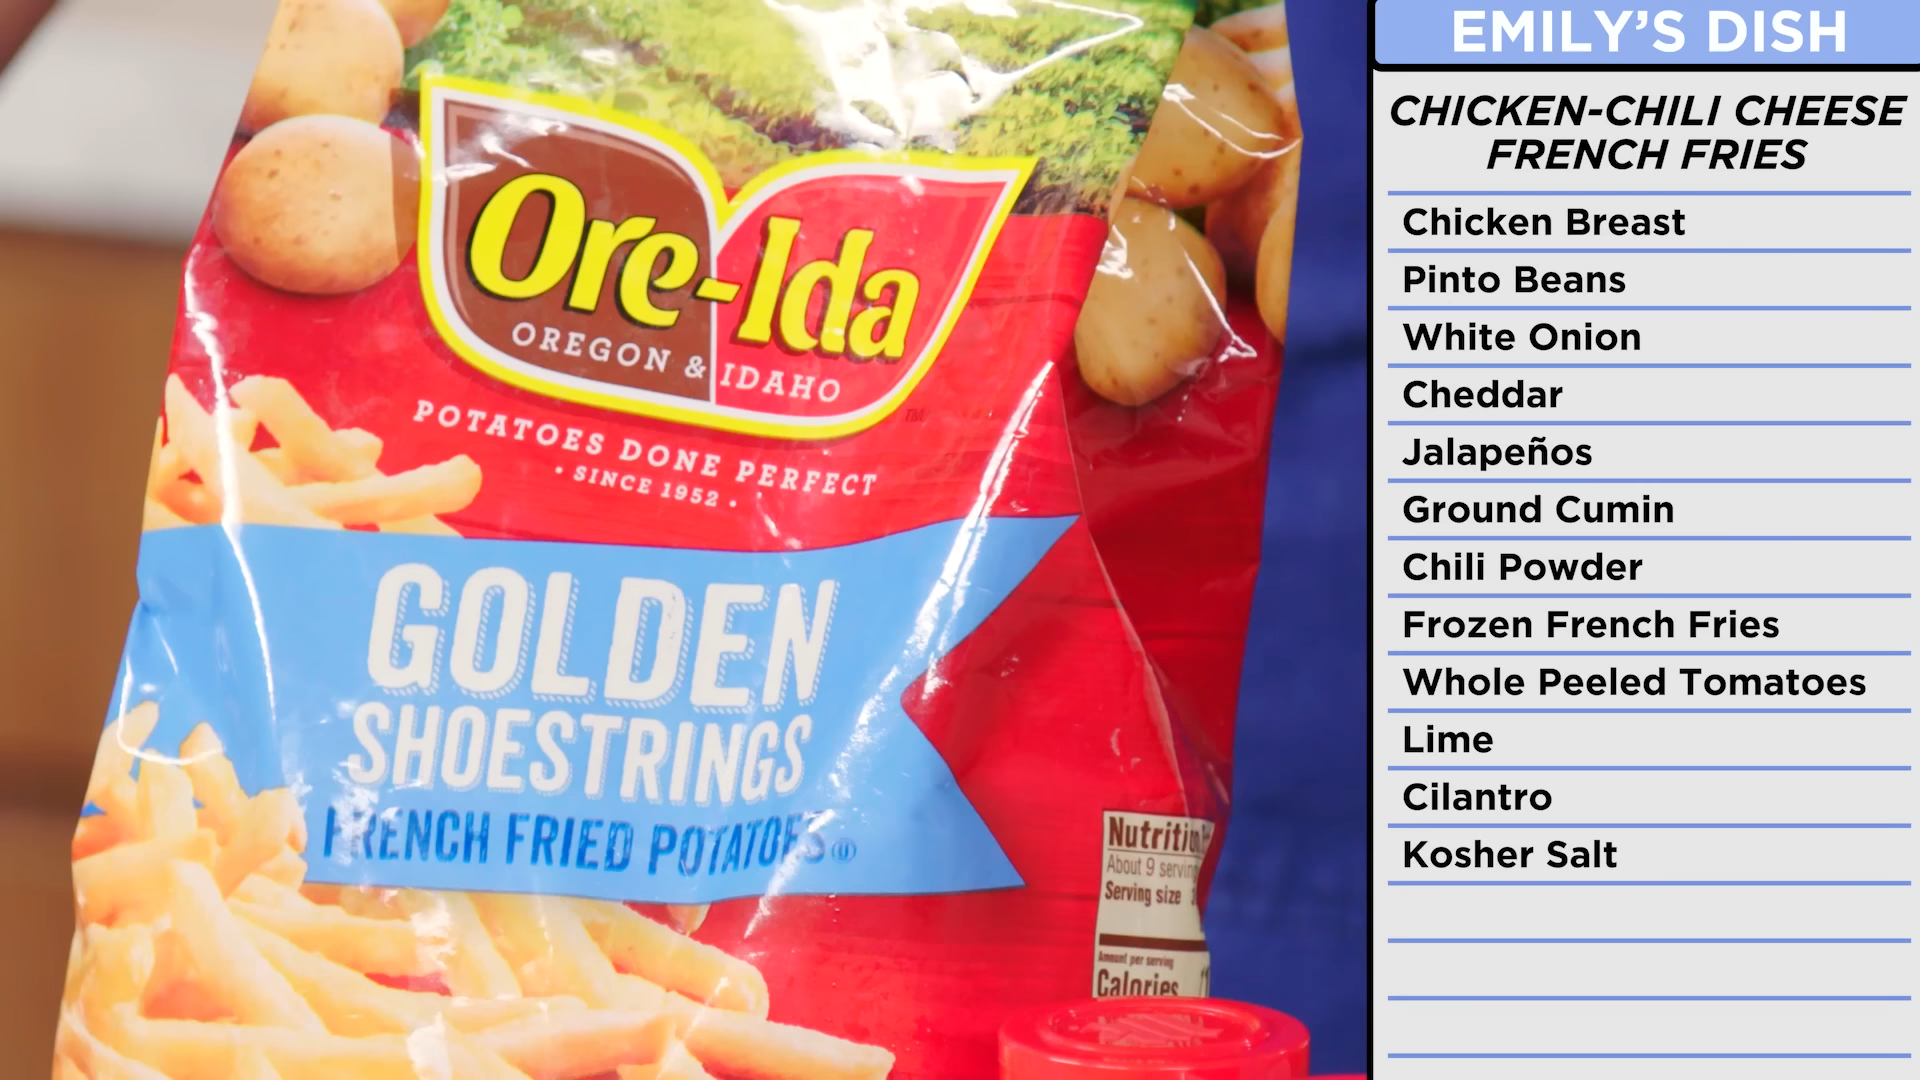 Ore-Ida
OREGON & IDAHO
TM
POTATOES DONE PERFECT
• SINCE 1952 •
GOLDEN
SHOESTRINGS
FRENCH FRIED POTATOES U
About 9
Serving size
Amount per serving
Calories
EMILY'S DISH
CHICKEN-CHILI CHEESE
FRENCH FRIES
Chicken Breast
Pinto Beans
White Onion
Cheddar
Jalapeños
Ground Cumin
Chili Powder
Frozen French Fries
Whole Peeled Tomatoes
Lime
Cilantro
Kosher Salt